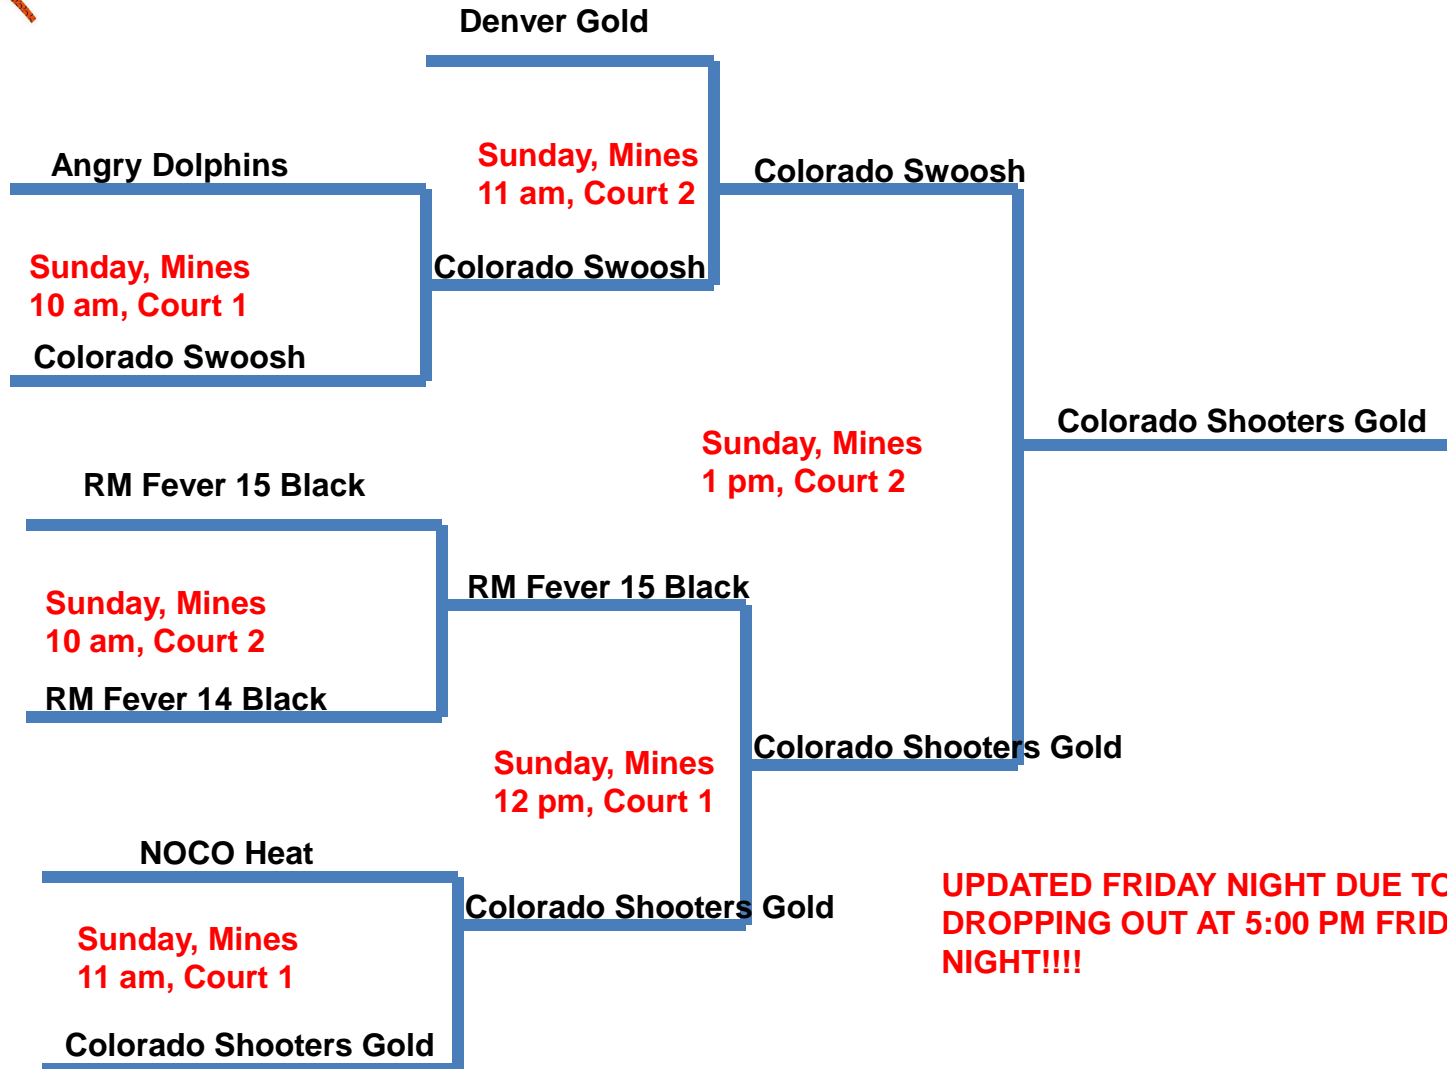 Denver Gold
Angry Dolphins
Sunday, Mines
11 am, Court 2
Colorado Swoosh
Sunday, Mines
10 am, Court 1
Colorado Swoosh
Colorado Swoosh
Colorado Shooters Gold
Sunday, Mines
1 pm, Court 2
RM Fever 15 Black
RM Fever 15 Black
Sunday, Mines
10 am, Court 2
RM Fever 14 Black
Colorado Shooters Gold
Sunday, Mines
12 pm, Court 1
NOCO Heat
Colorado Shooters Gold
Sunday, Mines
11 am, Court 1
Colorado Shooters Gold
UPDATED FRIDAY NIGHT DUE TO
DROPPING OUT AT 5:00 PM FRID
NIGHT!!!!